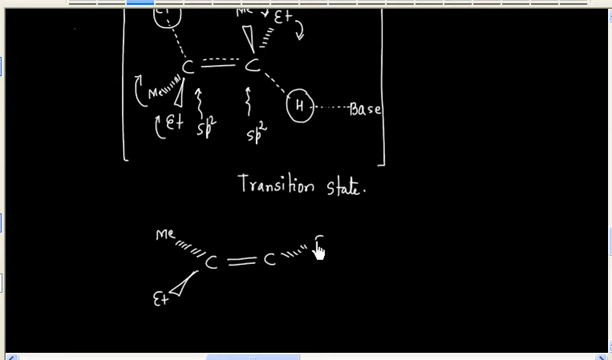 Me Et
C C
Me
Et H Base
sp² sp²
Transition state.
Me
C = C
Et